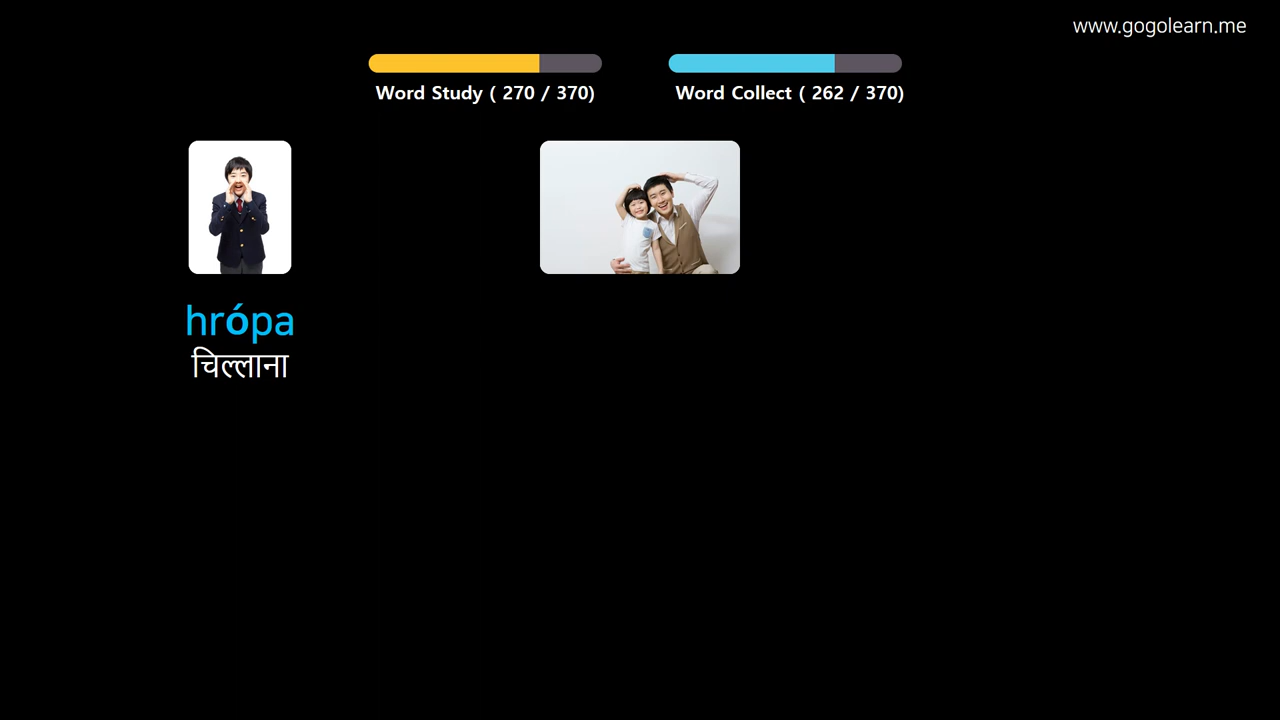 www.gogolearn.me
Word Study ( 270 / 370)
Word Collect ( 262 / 370)
hrópa
चिल्लाना